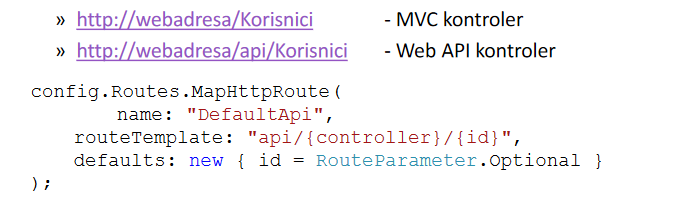 » http://webadresa/Korisnici - MVC kontroler
» http://webadresa/api/Korisnici - Web API kontroler
config.Routes.MapHttpRoute(
name: "DefaultApi",
routeTemplate: "api/{controller}/{id}",
defaults: new { id = RouteParameter.Optional }
);